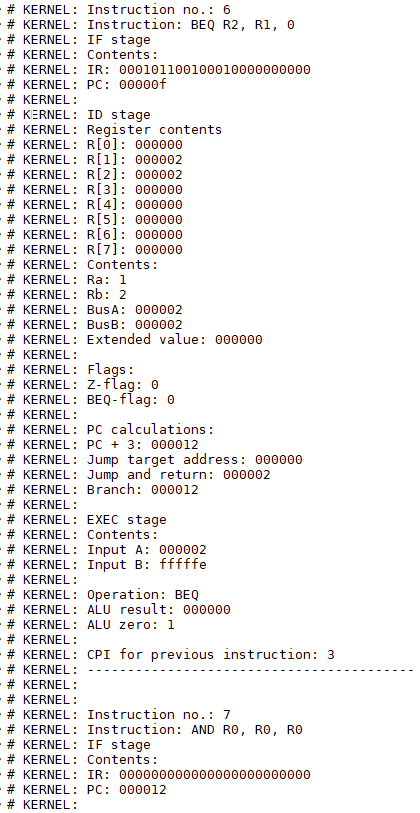 # KERNEL: Instruction no.: 6
# KERNEL: Instruction: BEQ R2, R1, 0
# KERNEL: IF stage
# KERNEL: Contents:
# KERNEL: IR: 000101100100010000000000
# KERNEL: PC: 00000f
# KERNEL:
# KERNEL: ID stage
# KERNEL: Register contents
# KERNEL: R[0]: 000000
# KERNEL: R[1]: 000002
# KERNEL: R[2]: 000002
# KERNEL: R[3]: 000000
# KERNEL: R[4]: 000000
# KERNEL: R[5]: 000000
# KERNEL: R[6]: 000000
# KERNEL: R[7]: 000000
# KERNEL: Contents:
# KERNEL: Ra: 1
# KERNEL: Rb: 2
# KERNEL: BusA: 000002
# KERNEL: BusB: 000002
# KERNEL: Extended value: 000000
# KERNEL:
# KERNEL: Flags:
# KERNEL: Z-flag: 0
# KERNEL: BEQ-flag: 0
# KERNEL:
# KERNEL: PC calculations:
# KERNEL: PC + 3: 000012
# KERNEL: Jump target address: 000000
# KERNEL: Jump and return: 000002
# KERNEL: Branch: 000012
# KERNEL:
# KERNEL: EXEC stage
# KERNEL: Contents:
# KERNEL: Input A: 000002
# KERNEL: Input B: fffffe
# KERNEL:
# KERNEL: Operation: BEQ
# KERNEL: ALU result: 000000
# KERNEL: ALU zero: 1
# KERNEL:
# KERNEL: CPI for previous instruction: 3
# KERNEL: -----------------------------------------
# KERNEL:
# KERNEL:
# KERNEL: Instruction no.: 7
# KERNEL: Instruction: AND R0, R0, R0
# KERNEL: IF stage
# KERNEL: Contents:
# KERNEL: IR: 000000000000000000000000
# KERNEL: PC: 000012
# KERNEL: